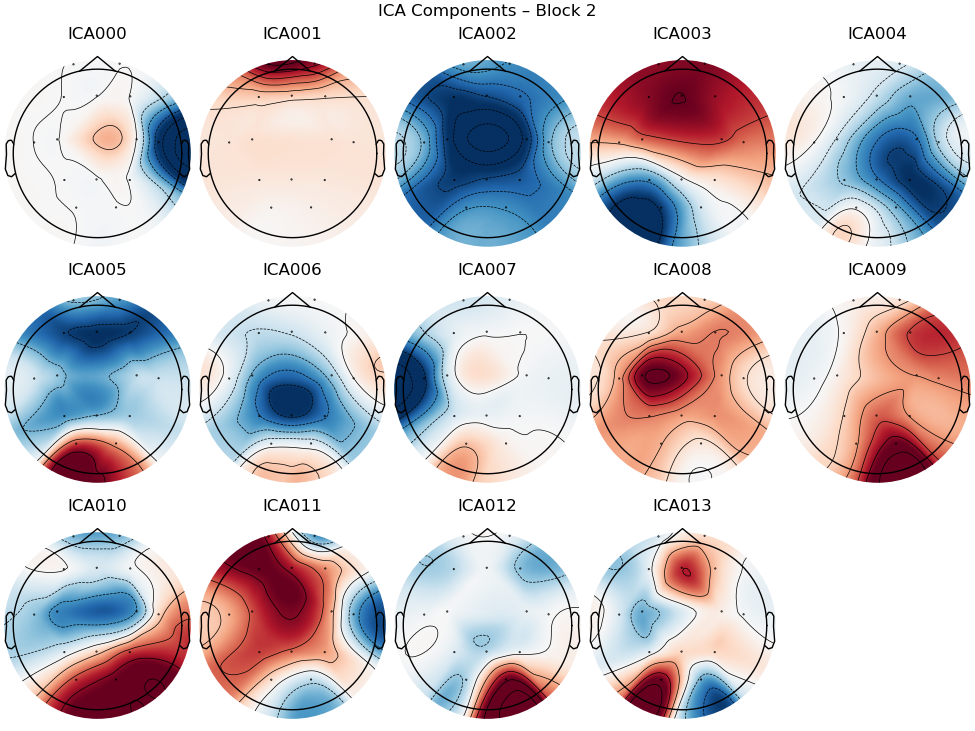 ICA Components – Block 2
ICA000 ICA001 ICA002 ICA003 ICA004
ICA005 ICA006 ICA007 ICA008 ICA009
ICA010 ICA011 ICA012 ICA013